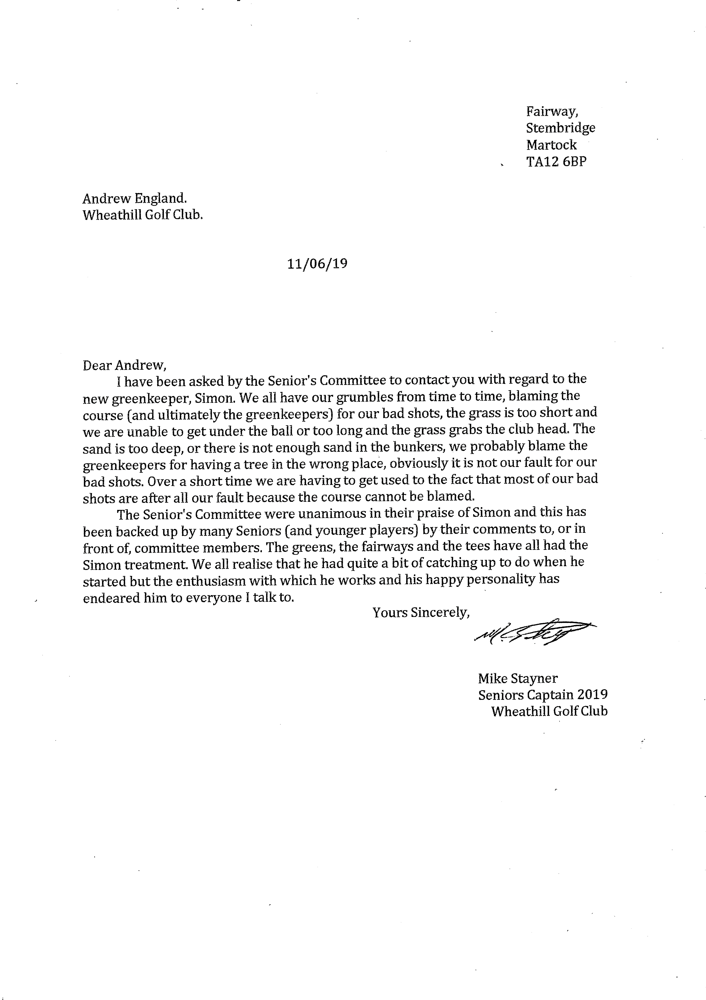 Fairway,
Stembridge
Martock
TA12 6BP
Andrew England.
Wheathill Golf Club.
11/06/19
Dear Andrew,
I have been asked by the Senior's Committee to contact you with regard to the
new greenkeeper, Simon. We all have our grumbles from time to time, blaming the
course (and ultimately the greenkeepers) for our bad shots, the grass is too short and
we are unable to get under the ball or too long and the grass grabs the club head. The
sand is too deep, or there is not enough sand in the bunkers, we probably blame the
greenkeepers for having a tree in the wrong place, obviously it is not our fault for our
bad shots. Over a short time we are having to get used to the fact that most of our bad
shots are after all our fault because the course cannot be blamed.
The Senior's Committee were unanimous in their praise of Simon and this has
been backed up by many Seniors (and younger players) by their comments to, or in
front of, committee members. The greens, the fairways and the tees have all had the
Simon treatment. We all realise that he had quite a bit of catching up to do when he
started but the enthusiasm with which he works and his happy personality has
endeared him to everyone I talk to.
Yours Sincerely,
Mike Stayner
Seniors Captain 2019
Wheathill Golf Club